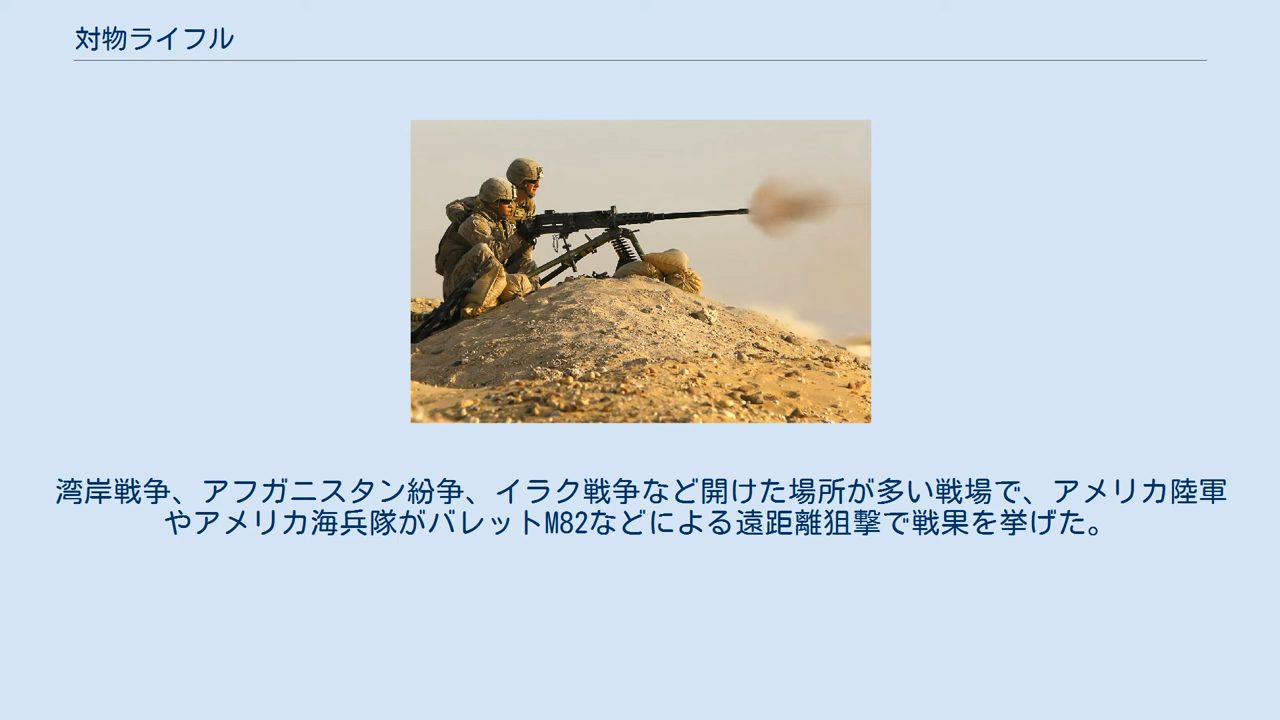 対物ライフル
湾岸戦争、アフガニスタン紛争、イラク戦争など開けた場所が多い戦場で、アメリカ陸軍
やアメリカ海兵隊がバレットM82などによる遠距離狙撃で戦果を挙げた。